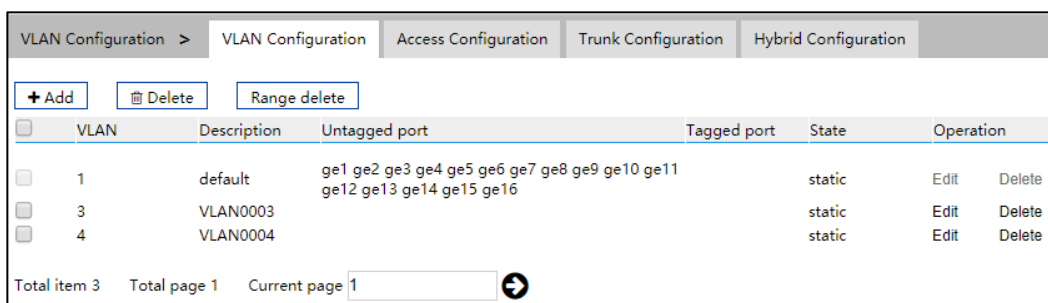 VLAN Configuration > VLAN Configuration Access Configuration Trunk Configuration Hybrid Configuration
+ Add Delete Range delete
VLAN Description Untagged port Tagged port State Operation
1 default ge1 ge2 ge3 ge4 ge5 ge6 ge7 ge8 ge9 ge10 ge11 static Edit Delete
ge12 ge13 ge14 ge15 ge16
3 VLAN0003 static Edit Delete
4 VLAN0004 static Edit Delete
Total item 3 Total page 1 Current page 1